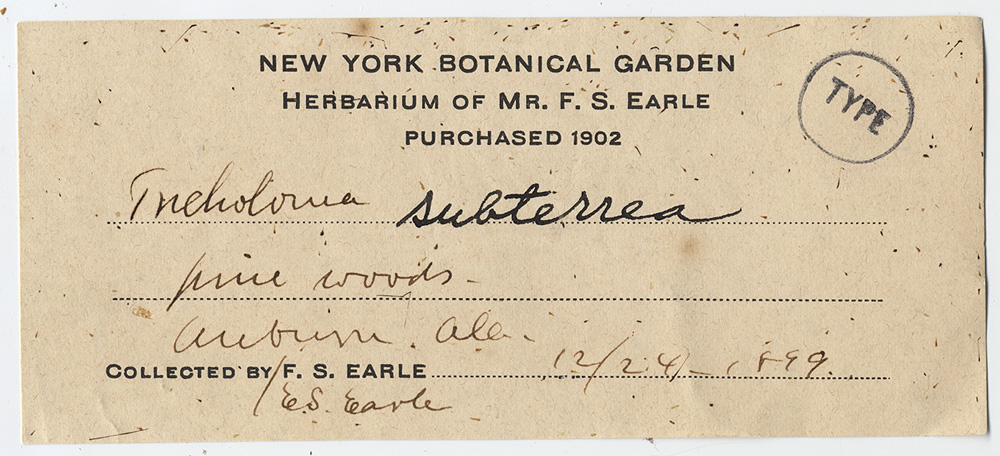 NEW YORK BOTANICAL GARDEN
HERBARIUM OF MR. F. S. EARLE
PURCHASED 1902
TYPE
Tricholoma subterrea
pine woods -
Auburn. Ala.
COLLECTED BY F. S. EARLE 12/24 - 1899.
E.S. Earle